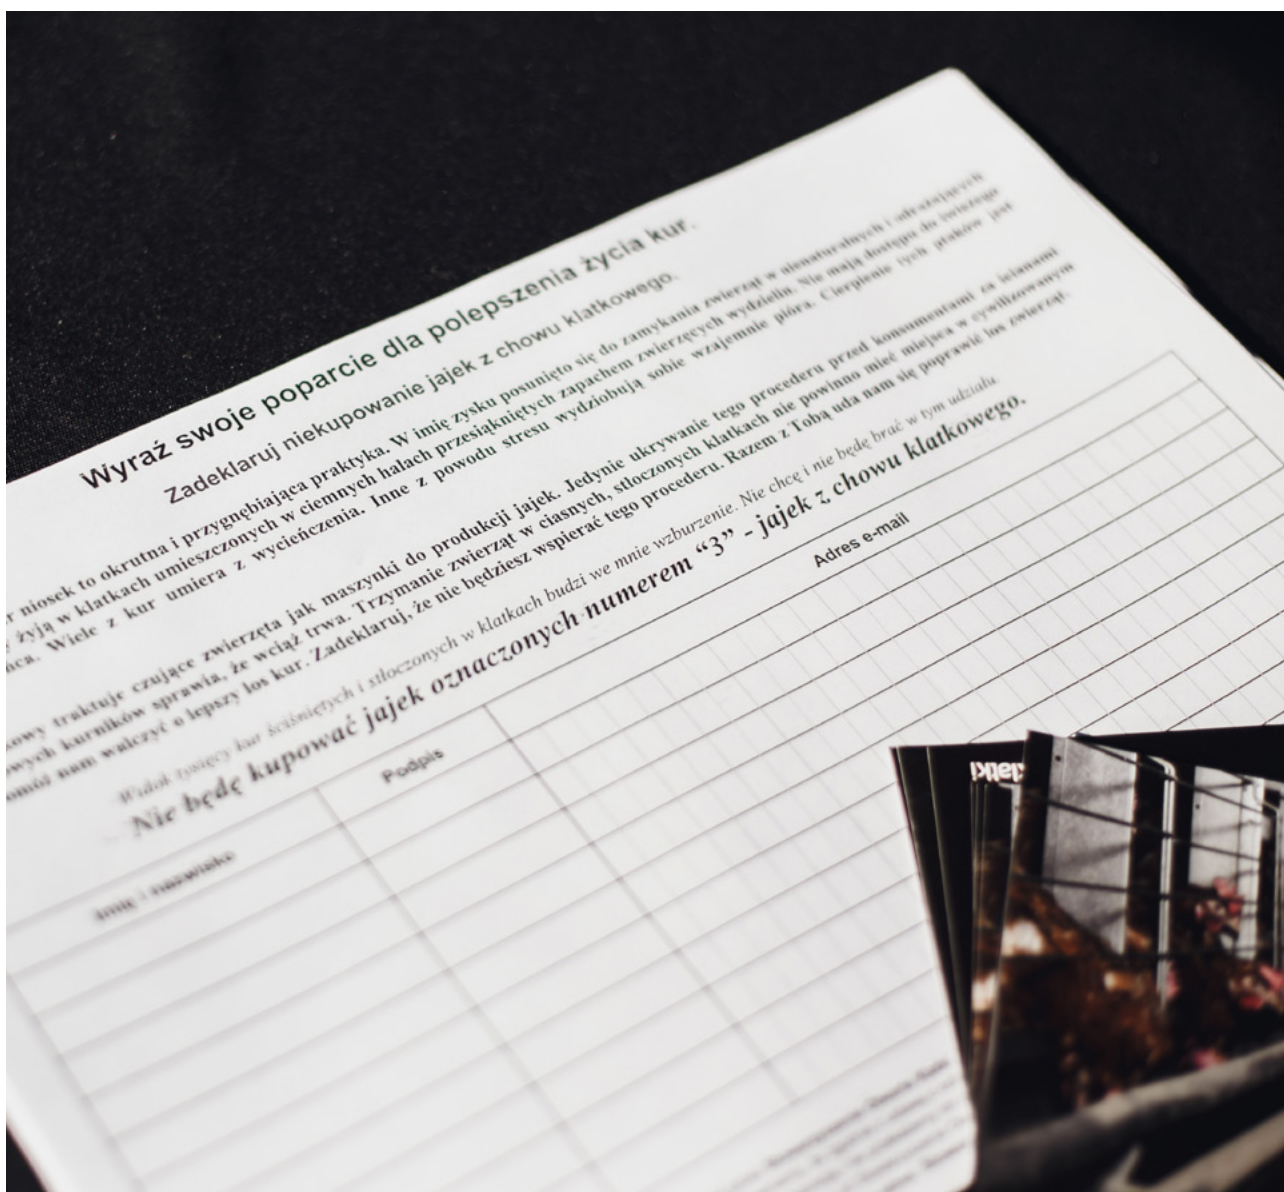 Wyraź swoje poparcie dla polepszenia życia kur.
Zadeklaruj niekupowanie jajek z chowu klatkowego.
niosek to okrutna i przygnębiająca praktyka. W imię zysku posunięto się do zamykania zwierząt w nienaturalnych i odrażających
żyją w klatkach umieszczonych w ciemnych halach przesiąkniętych zapachem zwierzęcych wydzielin. Nie mają dostępu do świeżego
Wiele z kur umiera z wycieńczenia. Inne z powodu stresu wydziobują sobie wzajemnie pióra. Cierpienie tych ptaków jest
traktuje czujące zwierzęta jak maszynki do produkcji jajek. Jedynie ukrywanie tego procederu przed konsumentami za ścianami
kurników sprawia, że wciąż trwa. Trzymanie zwierząt w ciasnych, stłoczonych klatkach nie powinno mieć miejsca w cywilizowanym
nam walczyć o lepszy los kur. Zadeklaruj, że nie będziesz wspierać tego procederu. Razem z Tobą uda nam się poprawić los zwierząt.
Widok tysięcy kur ściśniętych i stłoczonych w klatkach budzi we mnie wzburzenie. Nie chcę i nie będę brać w tym udziału.
Nie będę kupować jajek oznaczonych numerem “3” - jajek z chowu klatkowego.
Imię i nazwisko Podpis Adres e-mail
klatki